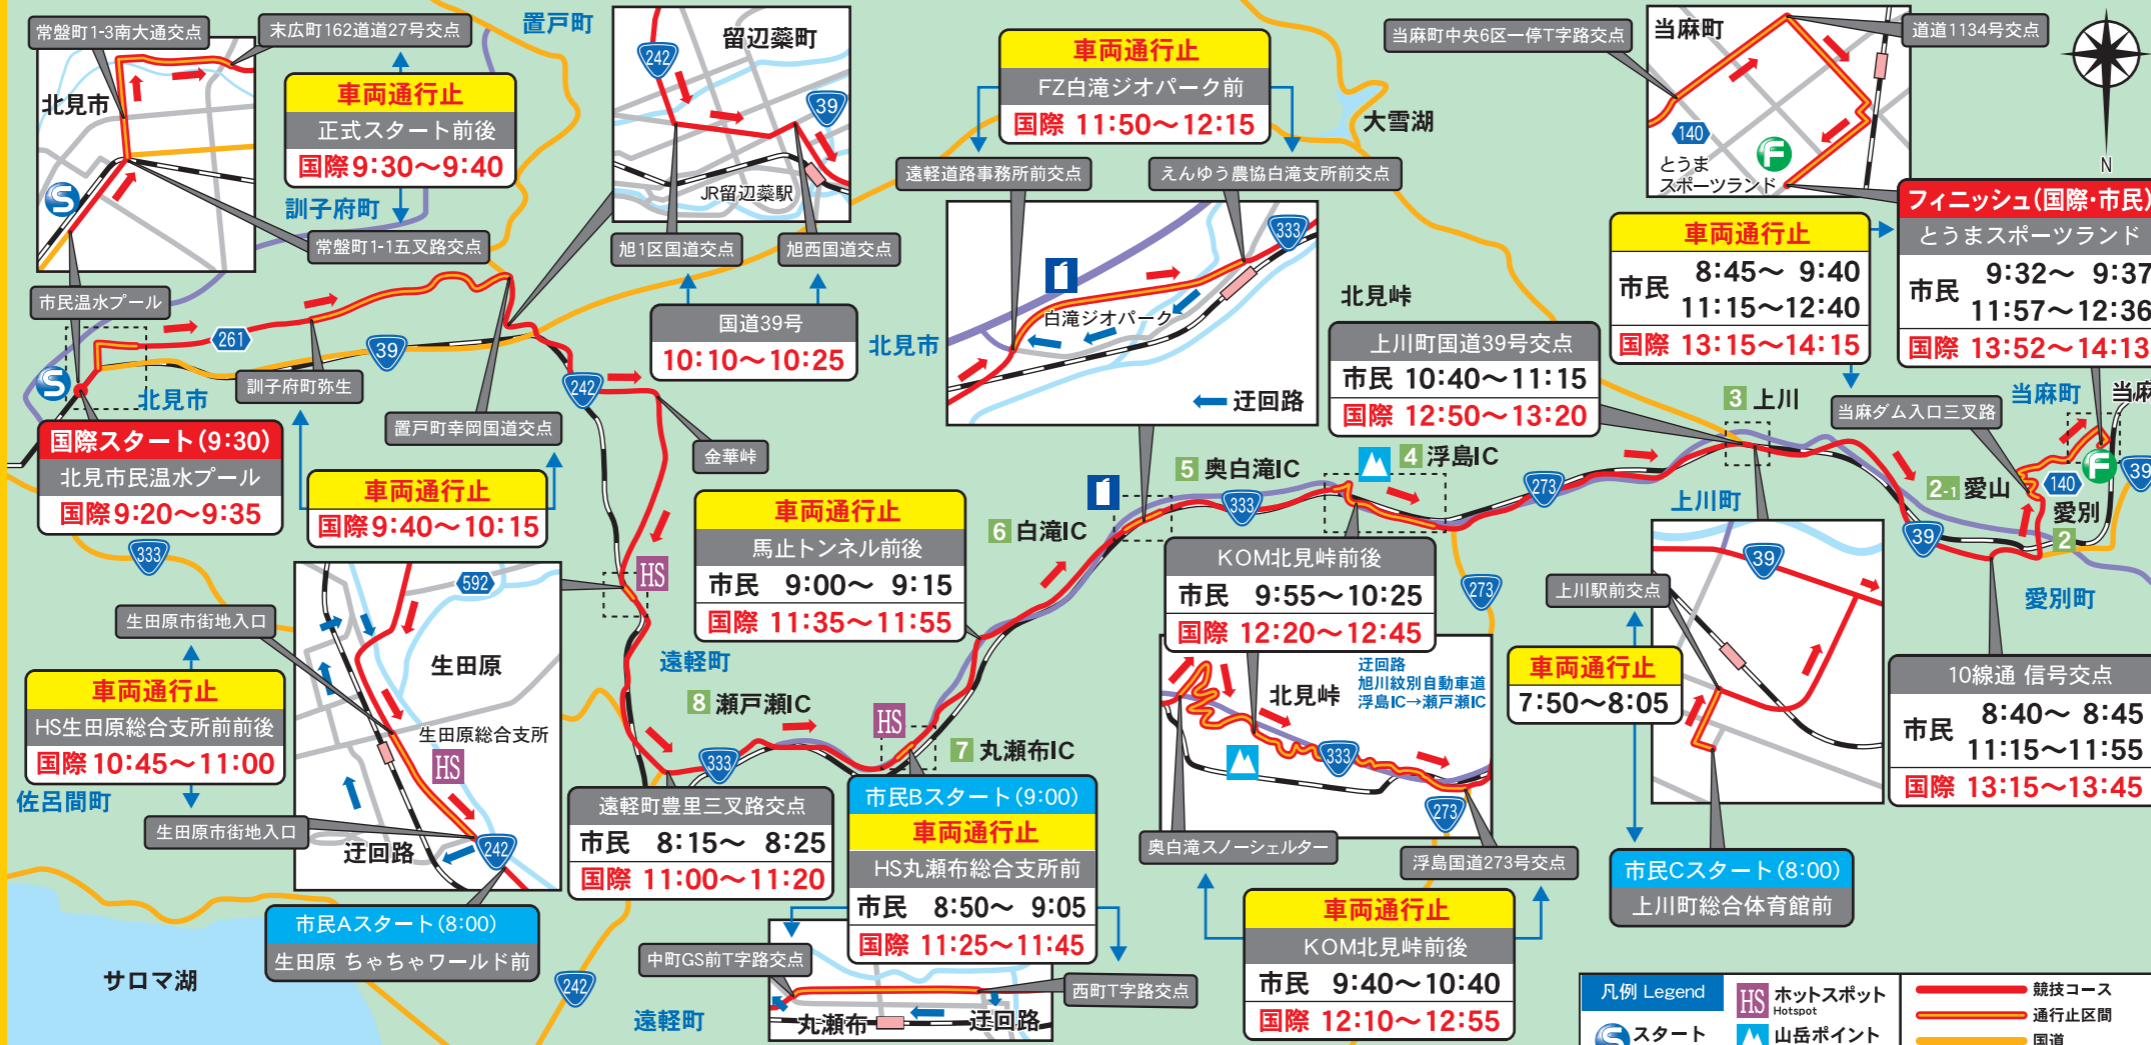 常盤町1-3南大通交点
末広町162道道27号交点
北見市
S
常盤町1-1五叉路交点
市民温水プール
車両通行止
正式スタート前後
国際9:30～9:40
訓子府町
置戸町
留辺蘂町
242
39
JR留辺蘂駅
旭1区国道交点
旭西国道交点
国道39号
10:10～10:25
北見市
車両通行止
FZ白滝ジオパーク前
国際 11:50～12:15
遠軽道路事務所前交点
えんゆう農協白滝支所前交点
333
白滝ジオパーク
迂回路
大雪湖
北見峠
当麻町中央6区一停T字路交点
当麻町
道道1134号交点
140
とうま
スポーツランド
F
N
車両通行止
市民 8:45～ 9:40
11:15～12:40
国際 13:15～14:15
フィニッシュ(国際・市民)
とうまスポーツランド
市民 9:32～ 9:37
11:57～12:36
国際 13:52～14:13
上川町国道39号交点
市民 10:40～11:15
国際 12:50～13:20
3 上川
当麻ダム入口三叉路
当麻町
当麻
F
39
140
2-1 愛山
愛別
2
39
愛別町
261
39
訓子府町弥生
置戸町幸岡国道交点
242
金華峠
S
北見市
国際スタート(9:30)
北見市民温水プール
国際9:20～9:35
車両通行止
国際9:40～10:15
333
HS
592
生田原市街地入口
生田原
生田原総合支所
HS
車両通行止
HS生田原総合支所前前後
国際10:45～11:00
佐呂間町
生田原市街地入口
迂回路
242
市民Aスタート(8:00)
生田原 ちゃちゃワールド前
サロマ湖
車両通行止
馬止トンネル前後
市民 9:00～ 9:15
国際 11:35～11:55
遠軽町
8 瀬戸瀬IC
333
HS
7 丸瀬布IC
6 白滝IC
5 奥白滝IC
333
4 浮島IC
273
上川町
273
遠軽町豊里三叉路交点
市民 8:15～ 8:25
国際 11:00～11:20
市民Bスタート(9:00)
車両通行止
HS丸瀬布総合支所前
市民 8:50～ 9:05
国際 11:25～11:45
中町GS前T字路交点
西町T字路交点
丸瀬布
迂回路
242
遠軽町
KOM北見峠前後
市民 9:55～10:25
国際 12:20～12:45
迂回路
旭川紋別自動車道
浮島IC→瀬戸瀬IC
北見峠
333
273
奥白滝スノーシェルター
浮島国道273号交点
車両通行止
KOM北見峠前後
市民 9:40～10:40
国際 12:10～12:55
39
上川駅前交点
車両通行止
7:50～8:05
市民Cスタート(8:00)
上川町総合体育館前
10線通 信号交点
市民 8:40～ 8:45
11:15～11:55
国際 13:15～13:45
凡例 Legend
S スタート
HS ホットスポット
Hotspot
山岳ポイント
競技コース
通行止区間
国道